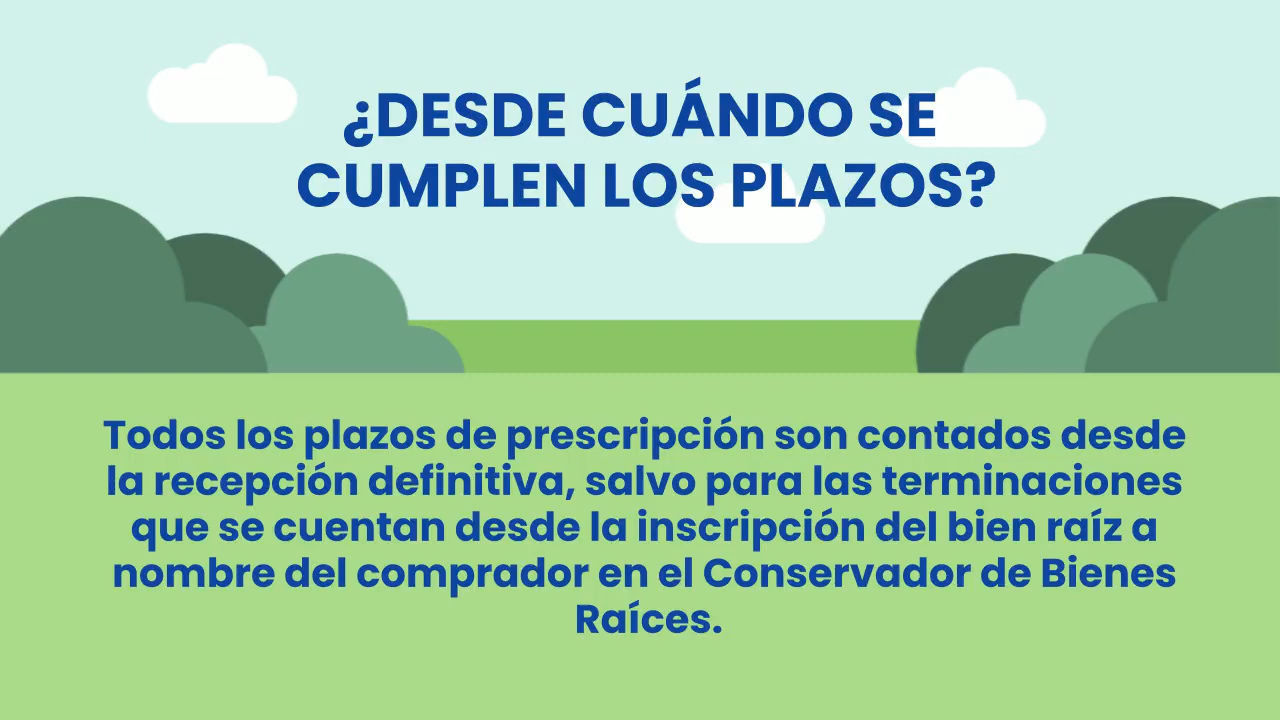 ¿DESDE CUÁNDO SE
CUMPLEN LOS PLAZOS?
Todos los plazos de prescripción son contados desde
la recepción definitiva, salvo para las terminaciones
que se cuentan desde la inscripción del bien raíz a
nombre del comprador en el Conservador de Bienes
Raíces.